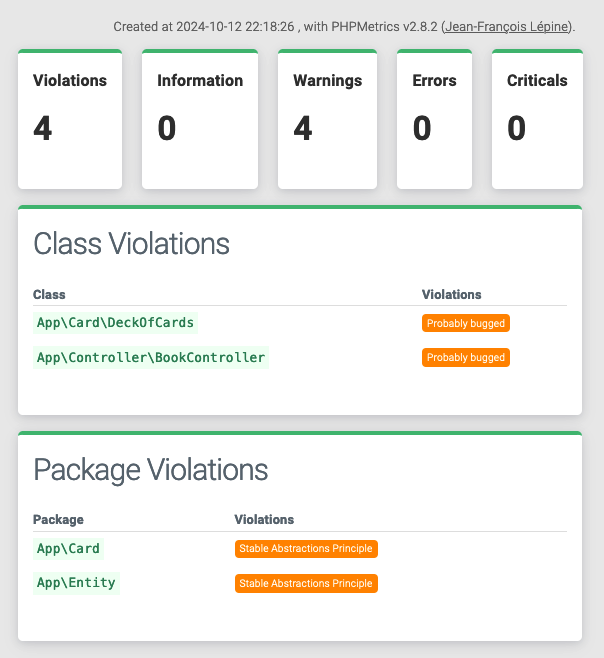 Created at 2024-10-12 22:18:26 , with PHPMetrics v2.8.2 (Jean-François Lépine).
Violations Information Warnings Errors Criticals
4 0 4 0 0
Class Violations
Class Violations
App\Card\DeckOfCards Probably bugged
App\Controller\BookController Probably bugged
Package Violations
Package Violations
App\Card Stable Abstractions Principle
App\Entity Stable Abstractions Principle